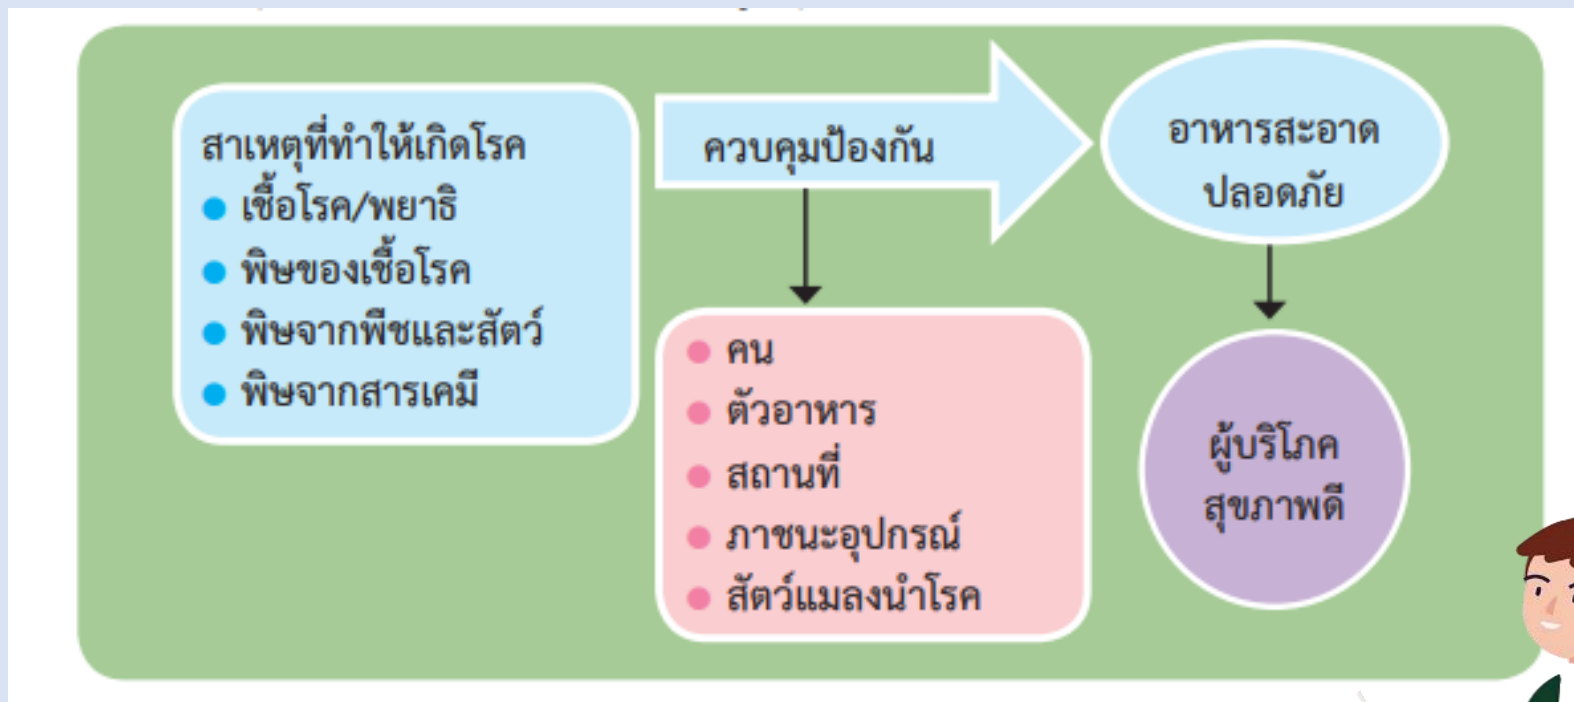 สาเหตุที่ทำให้เกิดโรค
เชื้อโรค/พยาธิ
พิษของเชื้อโรค
พิษจากพืชและสัตว์
พิษจากสารเคมี
ควบคุมป้องกัน
คน
ตัวอาหาร
สถานที่
ภาชนะอุปกรณ์
สัตว์แมลงนำโรค
อาหารสะอาด
ปลอดภัย
ผู้บริโภค
สุขภาพดี